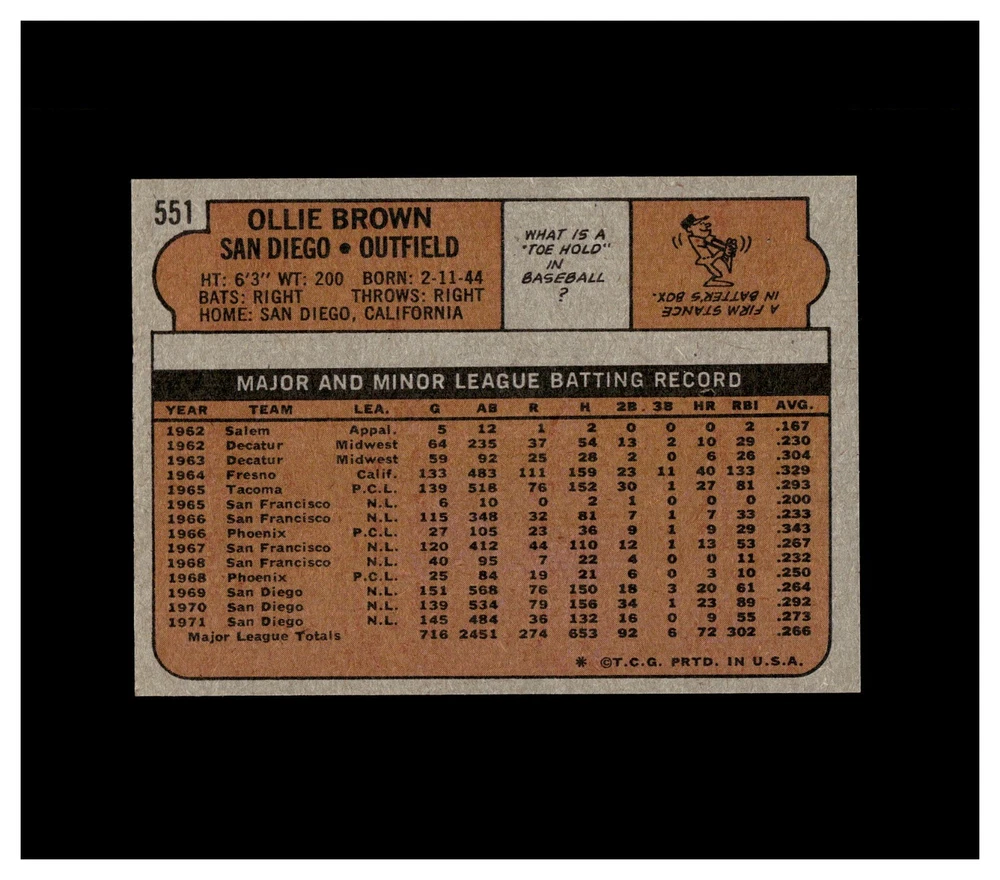 551
OLLIE BROWN
SAN DIEGO • OUTFIELD
HT: 6'3" WT: 200 BORN: 2-11-44
BATS: RIGHT THROWS: RIGHT
HOME: SAN DIEGO, CALIFORNIA
WHAT IS A
"TOE HOLD"
IN
BASEBALL
?
A FIRM STANCE
IN BATTER'S BOX.
MAJOR AND MINOR LEAGUE BATTING RECORD
YEAR TEAM LEA. G AB R H 2B. 3B HR RBI AVG.
1962 Salem Appal. 5 12 1 2 0 0 0 2 .167
1962 Decatur Midwest 64 235 37 54 13 2 10 29 .230
1963 Decatur Midwest 59 92 25 28 2 0 6 26 .304
1964 Fresno Calif. 133 483 111 159 23 11 40 133 .329
1965 Tacoma P.C.L. 139 518 76 152 30 1 27 81 .293
1965 San Francisco N.L. 6 10 0 2 1 0 0 0 .200
1966 San Francisco N.L. 115 348 32 81 7 1 7 33 .233
1966 Phoenix P.C.L. 27 105 23 36 9 1 9 29 .343
1967 San Francisco N.L. 120 412 44 110 12 1 13 53 .267
1968 San Francisco N.L. 40 95 7 22 4 0 0 11 .232
1968 Phoenix P.C.L. 25 84 19 21 6 0 3 10 .250
1969 San Diego N.L. 151 568 76 150 18 3 20 61 .264
1970 San Diego N.L. 139 534 79 156 34 1 23 89 .292
1971 San Diego N.L. 145 484 36 132 16 0 9 55 .273
Major League Totals 716 2451 274 653 92 6 72 302 .266
* ©T.C.G. PRTD. IN U.S.A.